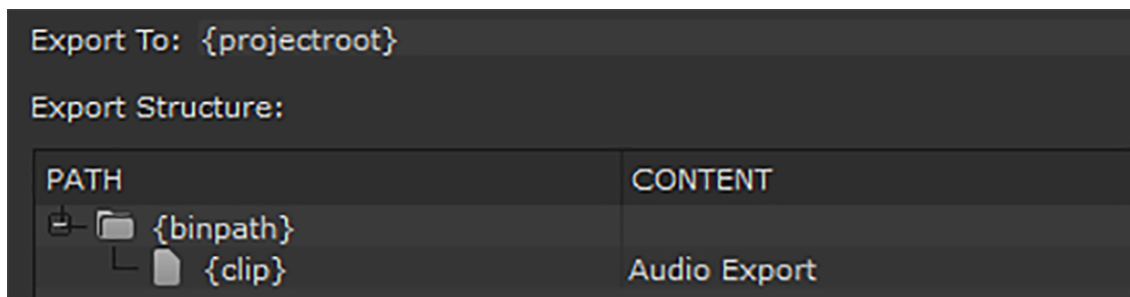 Export To: {projectroot}
Export Structure:
PATH CONTENT
{binpath}
{clip} Audio Export